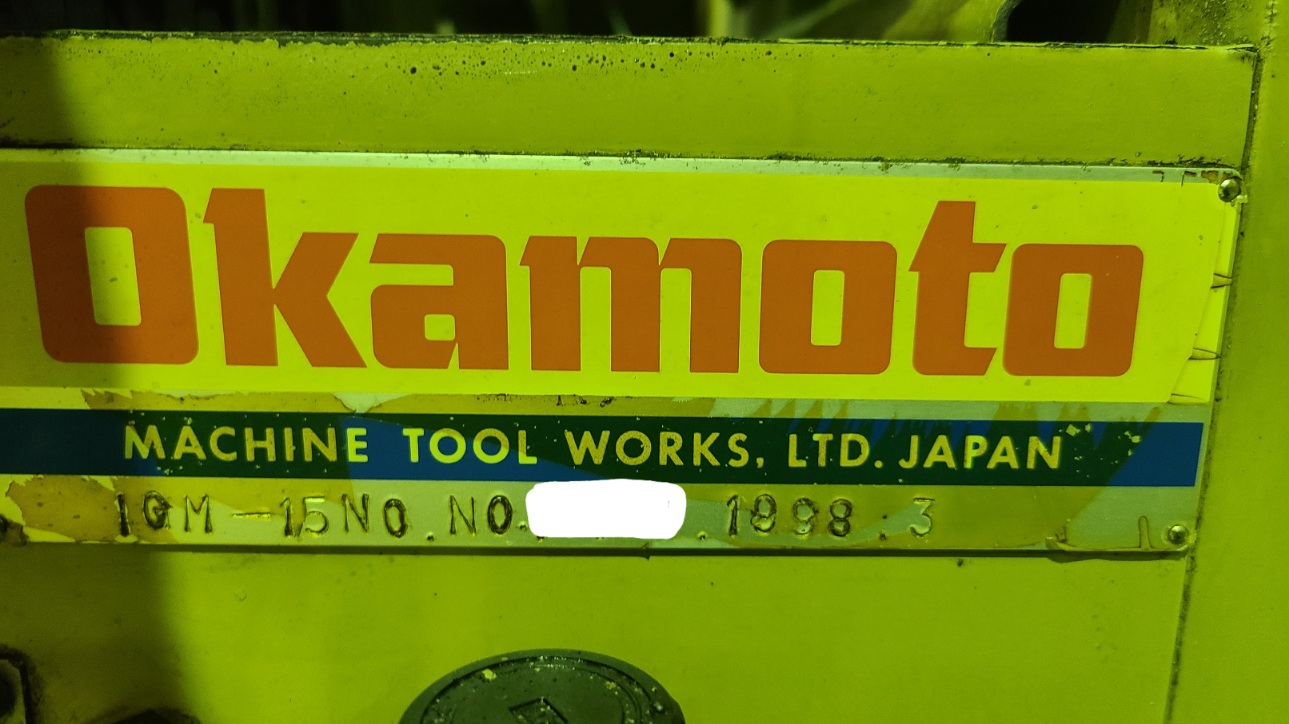 Okamoto
MACHINE TOOL WORKS, LTD. JAPAN
IGM-15NO.NO. .1998.3